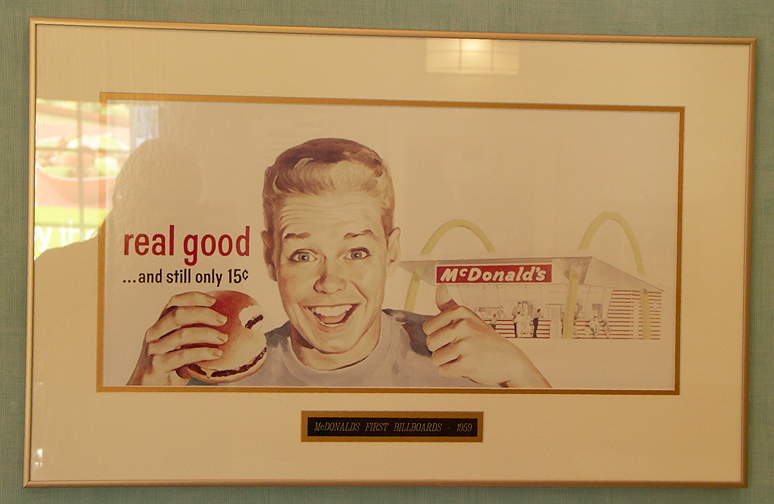 real good
...and still only 15¢
McDonald's
McDONALDS FIRST BILLBOARDS - 1959